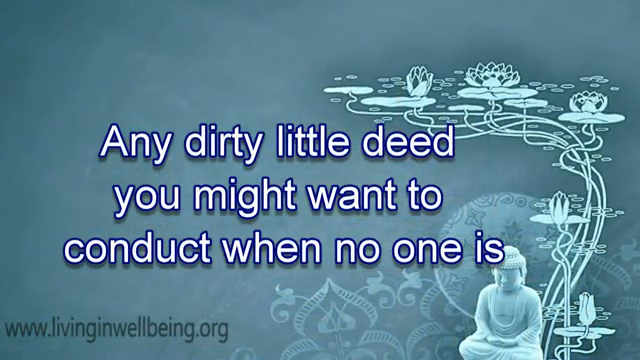 Any dirty little deed
you might want to
conduct when no one is
www.livinginwellbeing.org